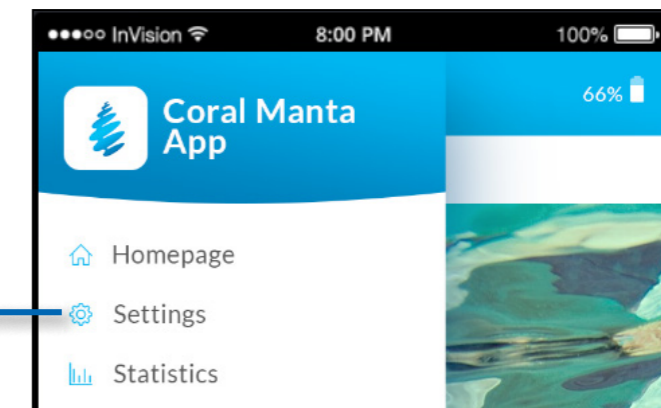 InVision 8:00 PM 100%
66%
Coral Manta
App
Homepage
Settings
Statistics